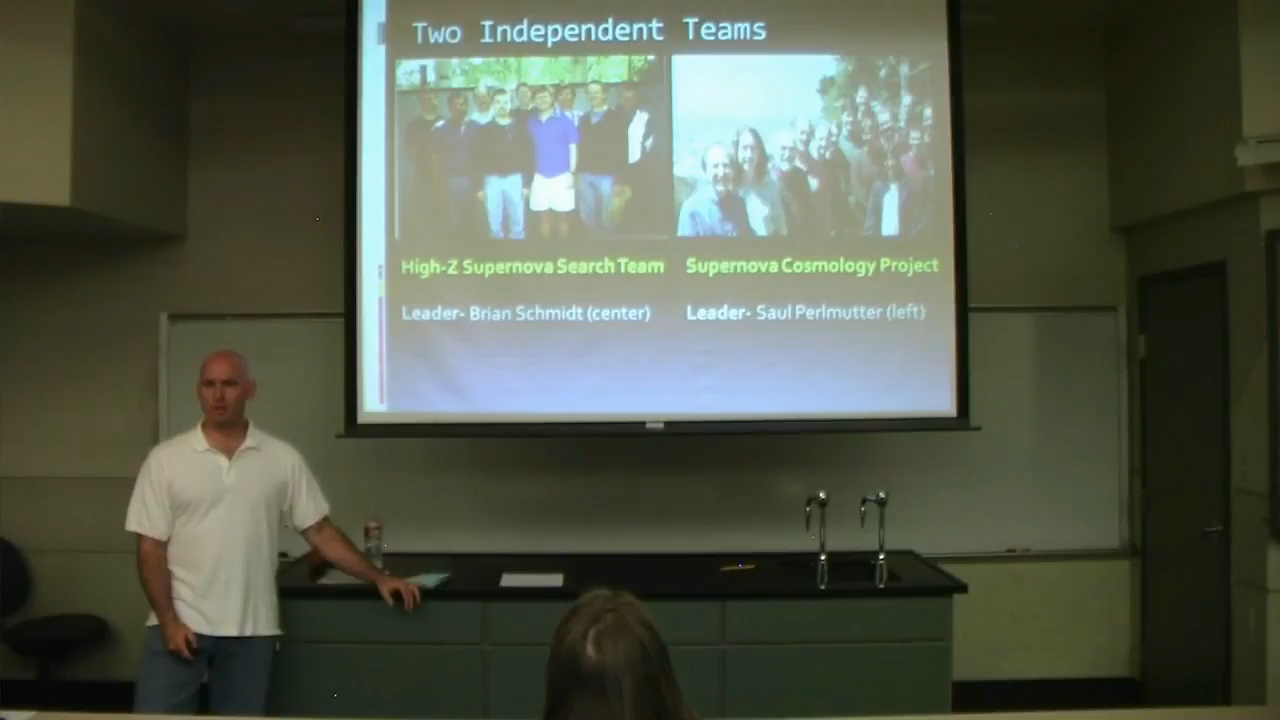 Two Independent Teams
High-Z Supernova Search Team
Supernova Cosmology Project
Leader- Brian Schmidt (center)
Leader- Saul Perlmutter (left)